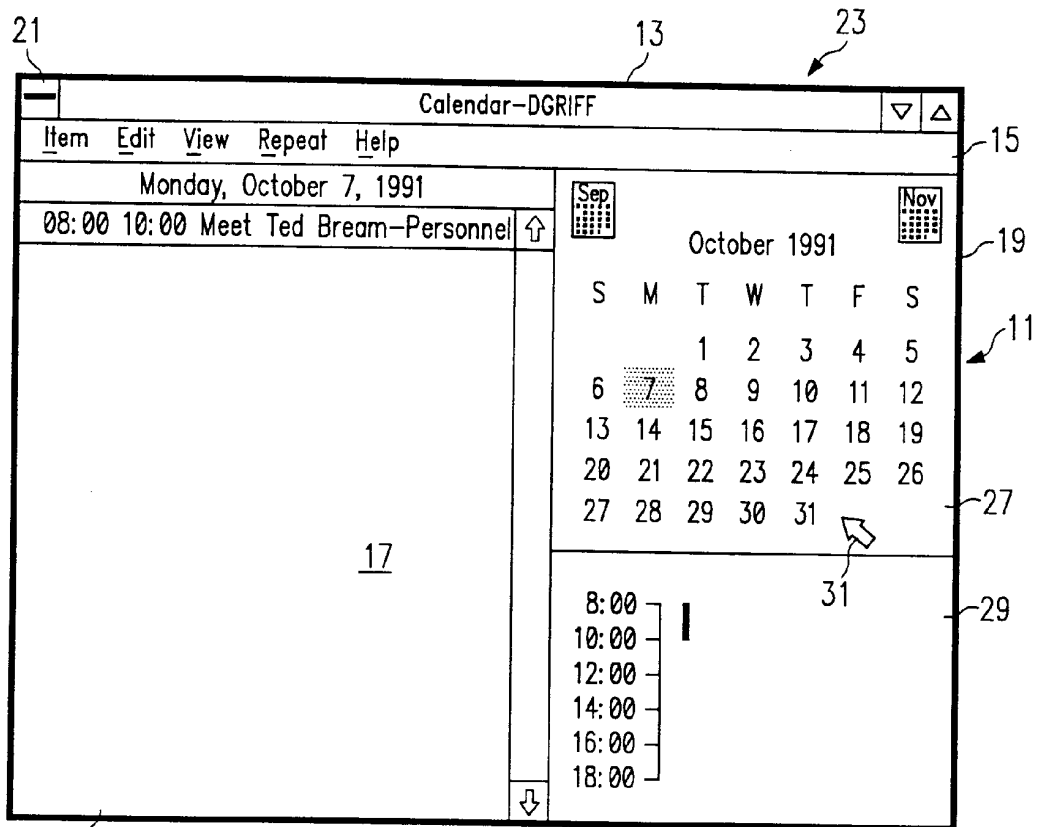 21 13 23
Calendar-DGRIFF
Item Edit View Repeat Help
15
Monday, October 7, 1991
08:00 10:00 Meet Ted Bream-Personnel
Sep Nov
October 1991
19
S M T W T F S
11
1 2 3 4 5
6 7 8 9 10 11 12
13 14 15 16 17 18 19
20 21 22 23 24 25 26
27 28 29 30 31
27
17
31
29
8:00
10:00
12:00
14:00
16:00
18:00